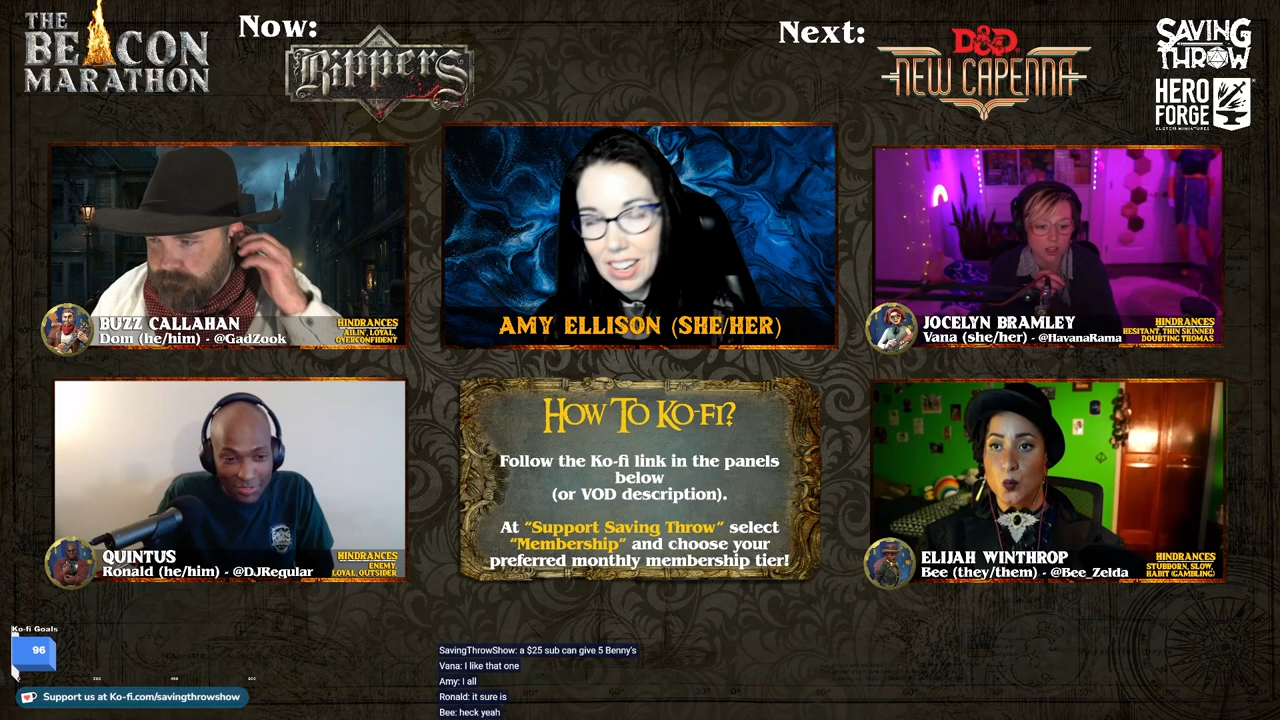 THE
BEACON
MARATHON
Now:
Rippers
Next:
D&D
NEW CAPENNA
SAVING
THROW
HERO
FORGE
CUSTOM MINIATURES
BUZZ CALLAHAN
Dom (he/him) - @GadZook
HINDRANCES
AILIN', LOYAL,
OVERCONFIDENT
AMY ELLISON (SHE/HER)
JOCELYN BRAMLEY
Vana (she/her) - @HavanaRama
HINDRANCES
HESITANT, THIN SKINNED
DOUBTING THOMAS
QUINTUS
Ronald (he/him) - @DJRegular
HINDRANCES
ENEMY,
LOYAL, OUTSIDER
HOW TO KO-FI?
Follow the Ko-fi link in the panels
below
(or VOD description).
At “Support Saving Throw” select
“Membership” and choose your
preferred monthly membership tier!
ELIJAH WINTHROP
Bee (they/them) - @Bee_Zelda
HINDRANCES
STUBBORN, SLOW,
HABIT (GAMBLING)
Ko-fi Goals
96
Support us at Ko-fi.com/savingthrowshow
SavingThrowShow: a $25 sub can give 5 Benny's
Vana: I like that one
Amy: I all
Ronald: it sure is
Bee: heck yeah